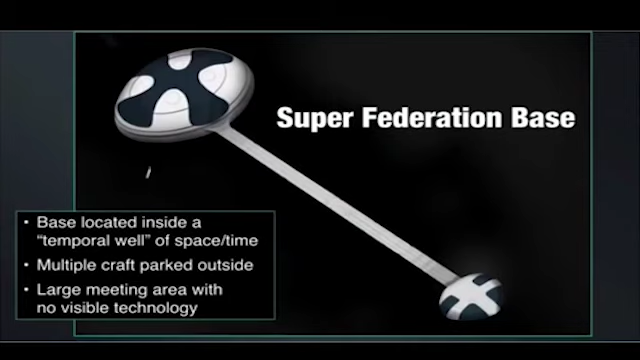 Super Federation Base
• Base located inside a
"temporal well" of space/time
• Multiple craft parked outside
• Large meeting area with
no visible technology